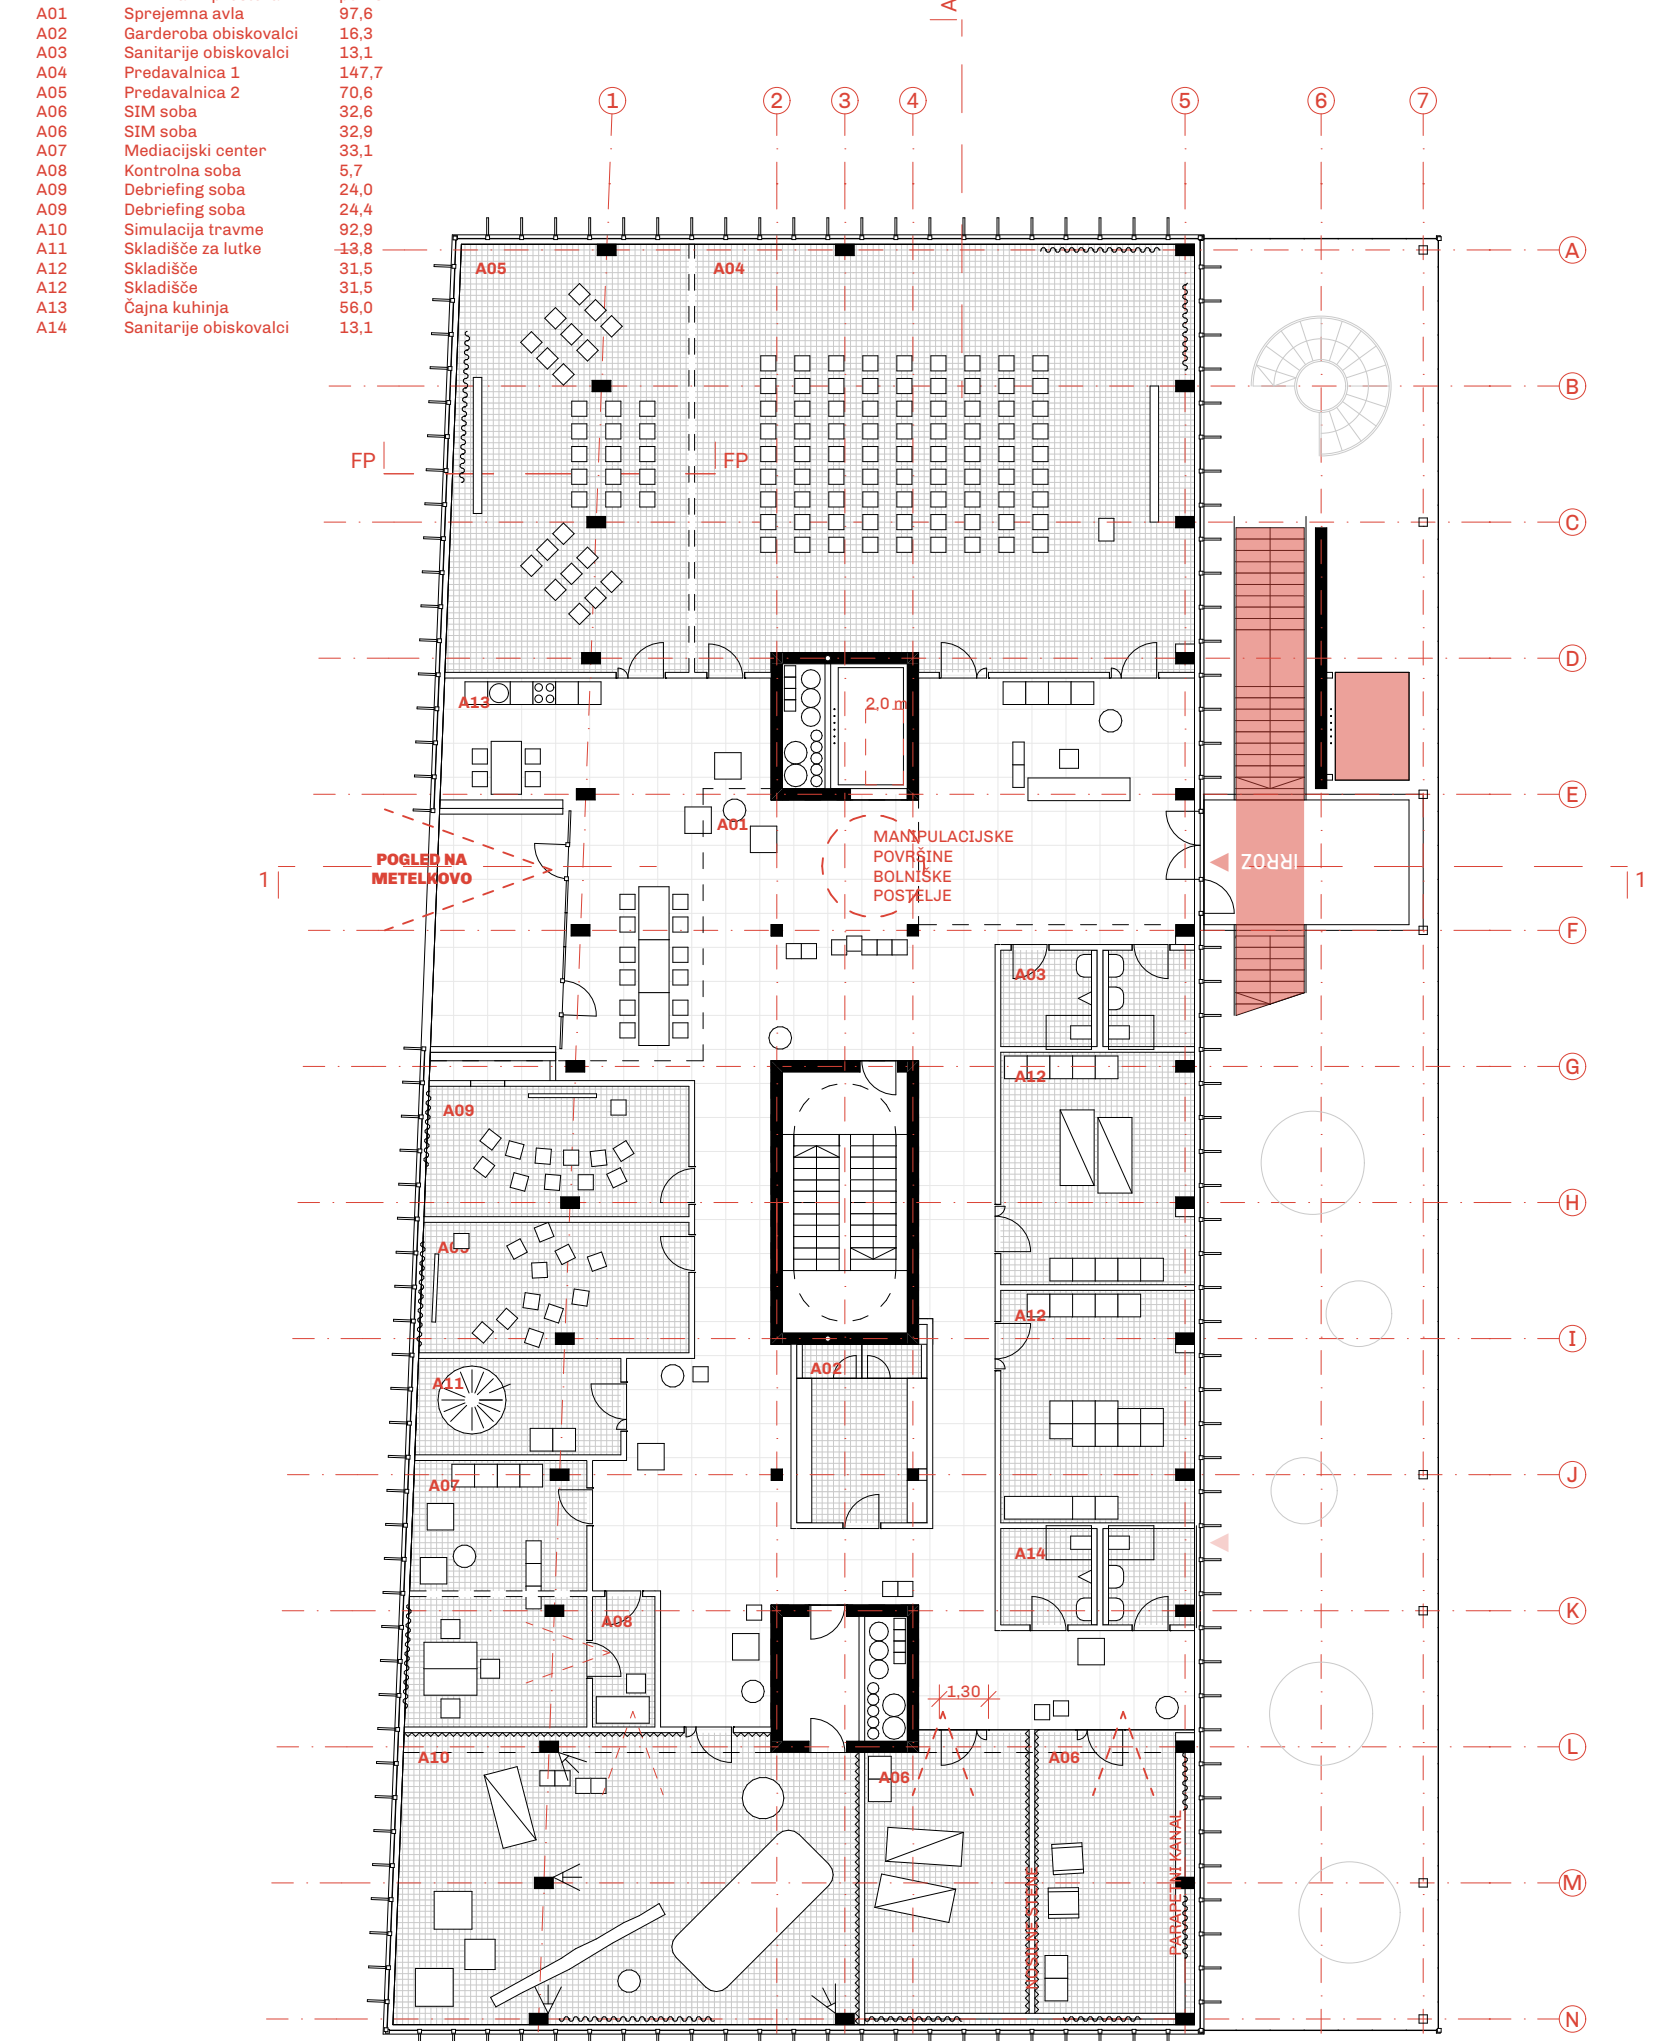 A01 Sprejemna avla 97,6
A02 Garderoba obiskovalci 16,3
A03 Sanitarije obiskovalci 13,1
A04 Predavalnica 1 147,7
A05 Predavalnica 2 70,6
A06 SIM soba 32,6
A06 SIM soba 32,9
A07 Mediacijski center 33,1
A08 Kontrolna soba 5,7
A09 Debriefing soba 24,0
A09 Debriefing soba 24,4
A10 Simulacija travme 92,9
A11 Skladišče za lutke 13,8
A12 Skladišče 31,5
A12 Skladišče 31,5
A13 Čajna kuhinja 56,0
A14 Sanitarije obiskovalci 13,1
A
1 2 3 4 5 6 7
A
A05 A04
B
FP FP
C
D
A13
2,0 m
E
A01
MANIPULACIJSKE
POVRŠINE
BOLNIŠKE
POSTELJE
POGLED NA
METELKOVO
IRROZ
1 1
F
A03
G
A12
A09
H
A12
I
A02
A11
J
A07
A14
K
A08
1,30
L
A10
A06
A06
PARAPETNI KANAL
M
NOSILNE STENE
N